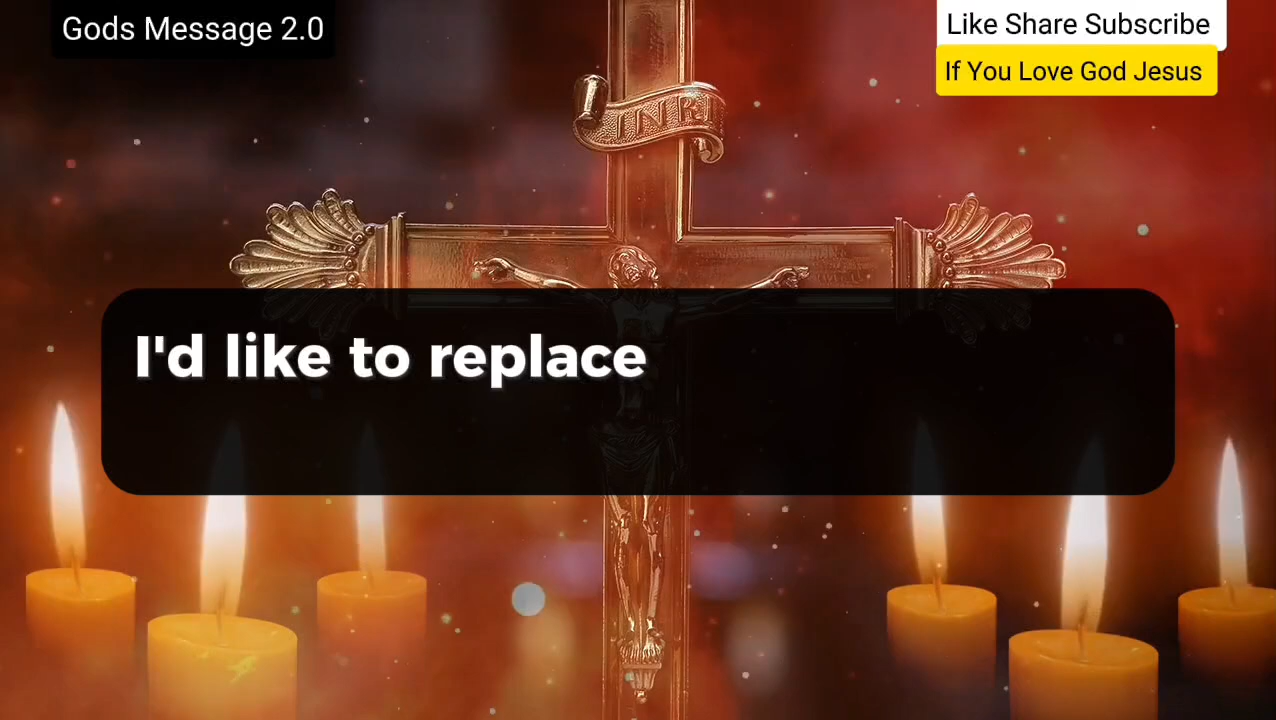 Gods Message 2.0
Like Share Subscribe
If You Love God Jesus
INRI
I'd like to replace